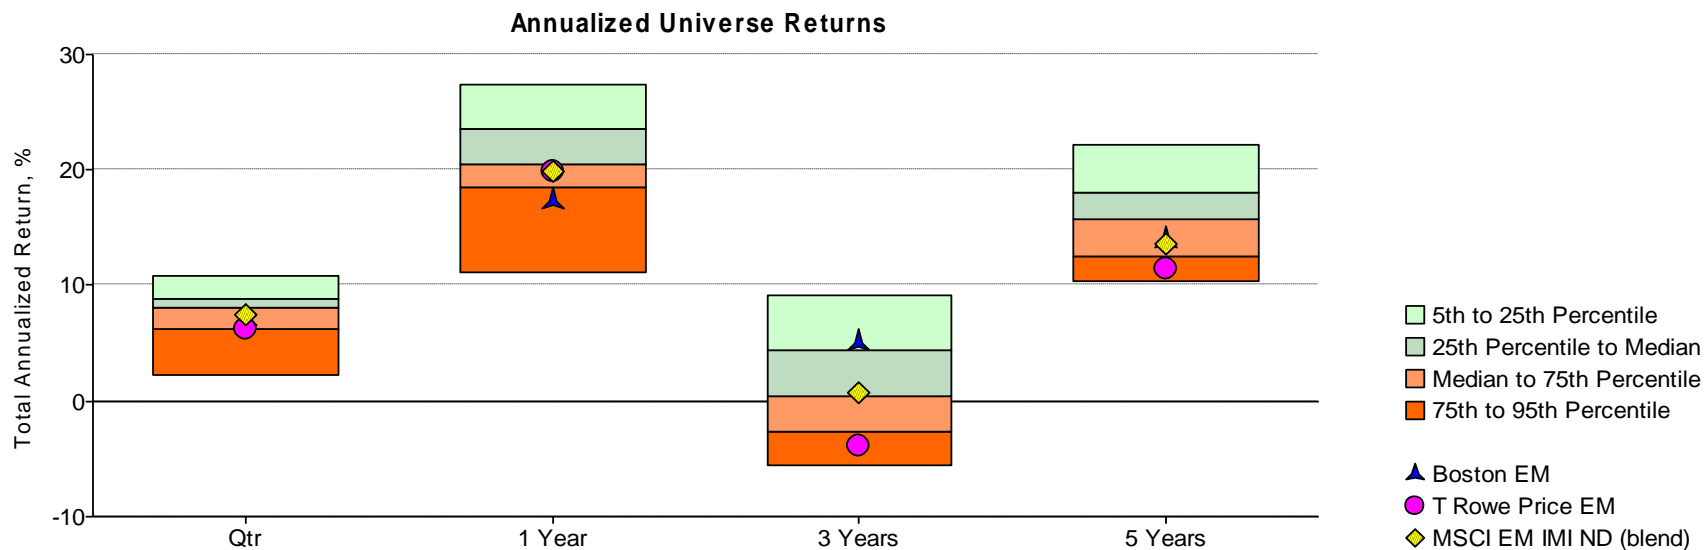 Annualized Universe Returns
Total Annualized Return, %
30
20
10
0
-10
Qtr
1 Year
3 Years
5 Years
5th to 25th Percentile
25th Percentile to Median
Median to 75th Percentile
75th to 95th Percentile
Boston EM
T Rowe Price EM
MSCI EM IMI ND (blend)